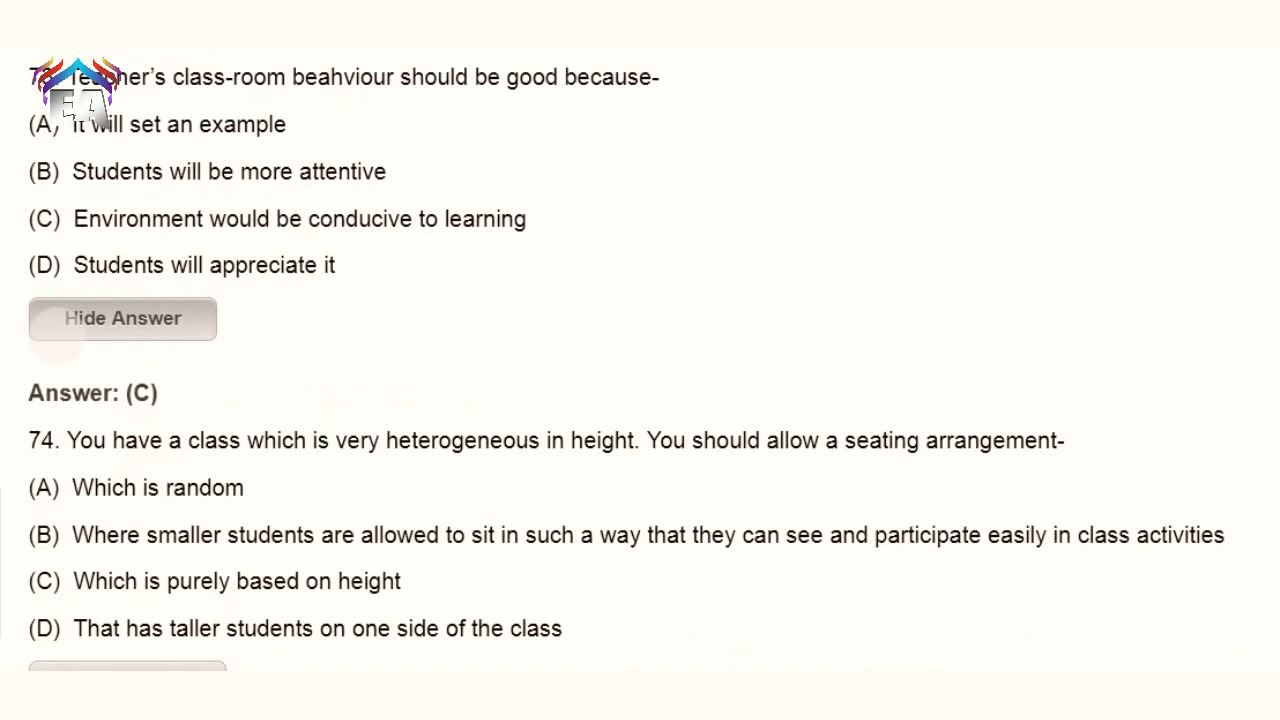 EA
73. Teacher's class-room beahviour should be good because-
(A) It will set an example
(B) Students will be more attentive
(C) Environment would be conducive to learning
(D) Students will appreciate it
Hide Answer
Answer: (C)
74. You have a class which is very heterogeneous in height. You should allow a seating arrangement-
(A) Which is random
(B) Where smaller students are allowed to sit in such a way that they can see and participate easily in class activities
(C) Which is purely based on height
(D) That has taller students on one side of the class